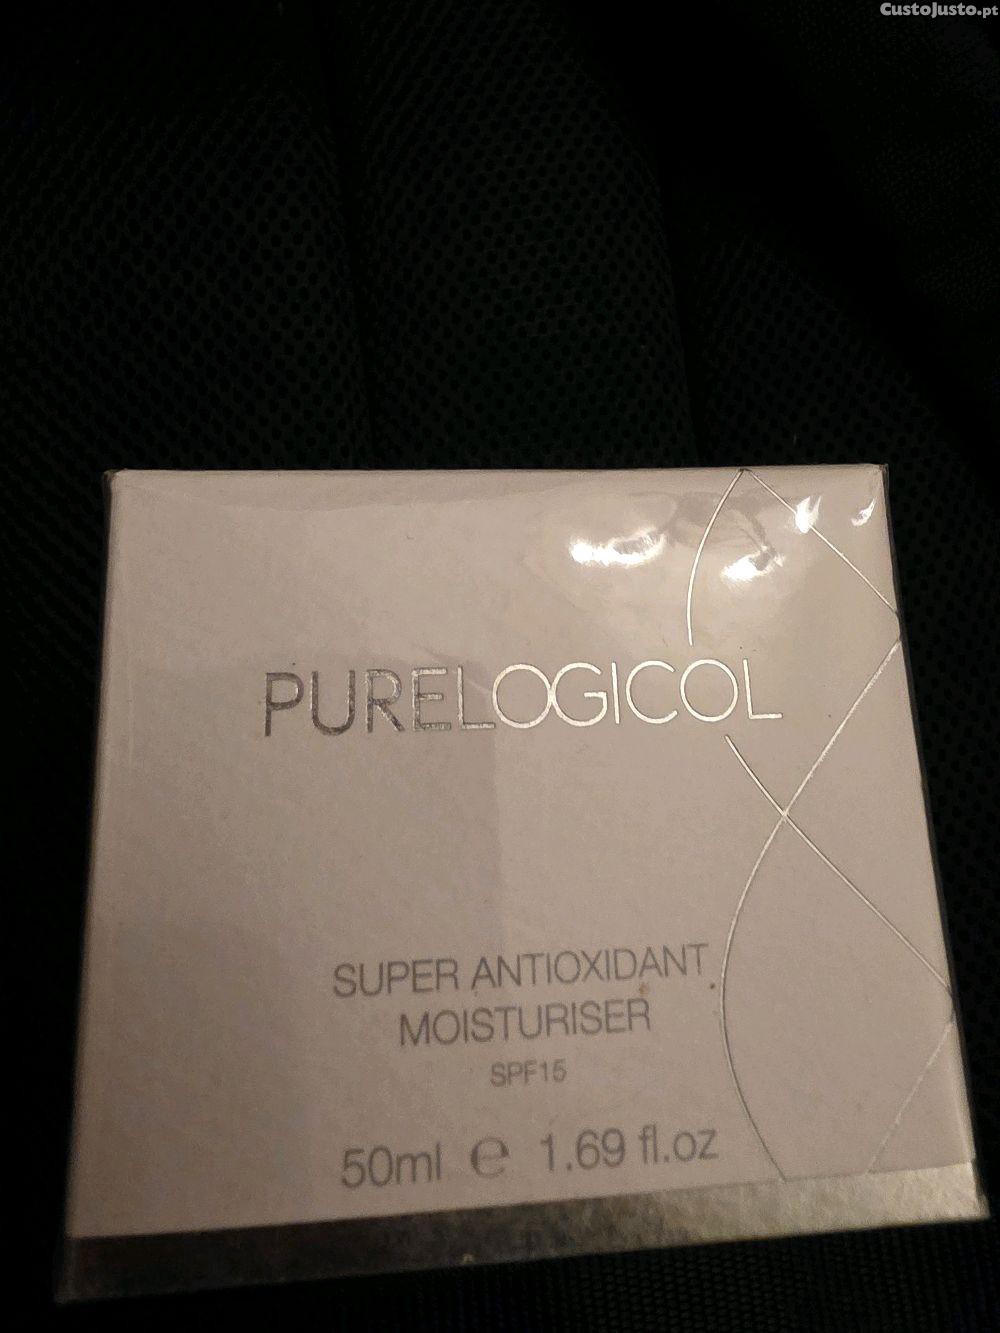 CustoJusto.pt
PURELOGICOL
SUPER ANTIOXIDANT
MOISTURISER
SPF15
50ml ℮ 1.69 fl.oz